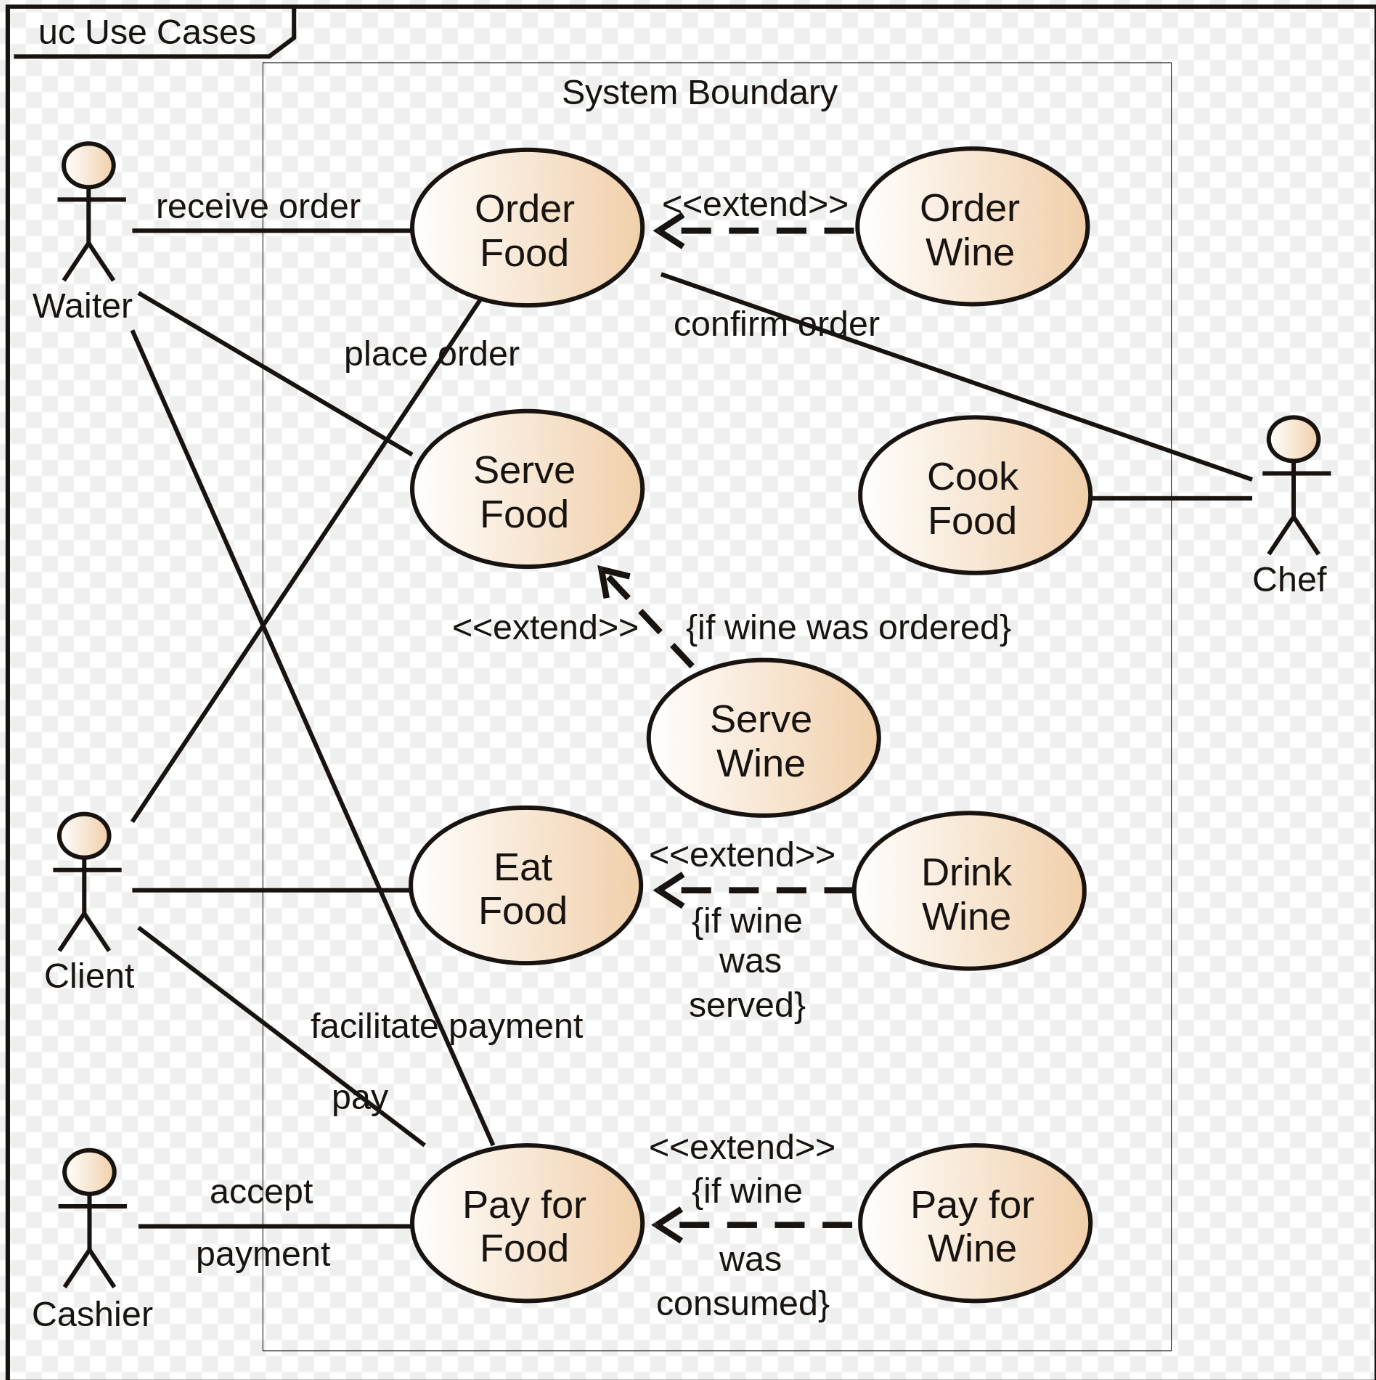 uc Use Cases
System Boundary
receive order
Order
Food
<<extend>>
Order
Wine
Waiter
place order
confirm order
Serve
Food
Cook
Food
Chef
<<extend>>
{if wine was ordered}
Serve
Wine
Eat
Food
<<extend>>
{if wine
was
served}
Drink
Wine
Client
facilitate payment
pay
accept
payment
Pay for
Food
<<extend>>
{if wine
was
consumed}
Pay for
Wine
Cashier